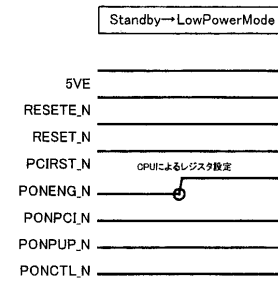 Standby→LowPowerMode
5VE
RESETE_N
RESET_N
PCIRST_N
CPUによるレジスタ設定
PONENG_N
PONPCI_N
PONPUP_N
PONCTL_N